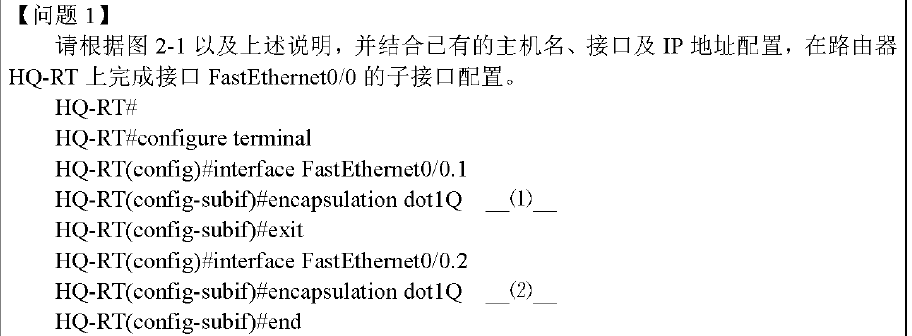 【问题 1】
请根据图 2-1 以及上述说明，并结合已有的主机名、接口及 IP 地址配置，在路由器
HQ-RT 上完成接口 FastEthernet0/0 的子接口配置。
HQ-RT#
HQ-RT#configure terminal
HQ-RT(config)#interface FastEthernet0/0.1
HQ-RT(config-subif)#encapsulation dot1Q __(1)__
HQ-RT(config-subif)#exit
HQ-RT(config)#interface FastEthernet0/0.2
HQ-RT(config-subif)#encapsulation dot1Q __(2)__
HQ-RT(config-subif)#end